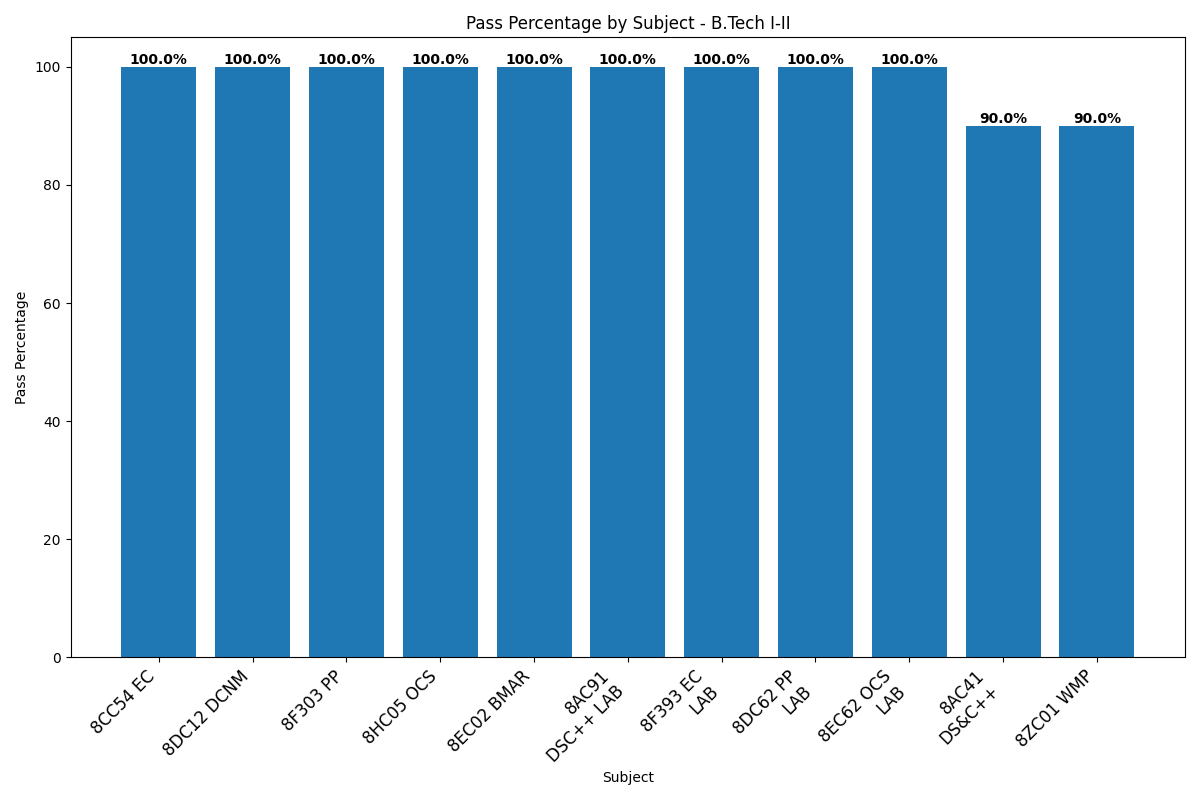 Pass Percentage by Subject - B.Tech I-II
100.0% 100.0% 100.0% 100.0% 100.0% 100.0% 100.0% 100.0% 100.0% 90.0% 90.0%
Pass Percentage
100
80
60
40
20
0
8CC54 EC
8DC12 DCNM
8F303 PP
8HC05 OCS
8EC02 BMAR
8AC91
DSC++ LAB
8F393 EC
LAB
8DC62 PP
LAB
8EC62 OCS
LAB
8AC41
DS&C++
8ZC01 WMP
Subject